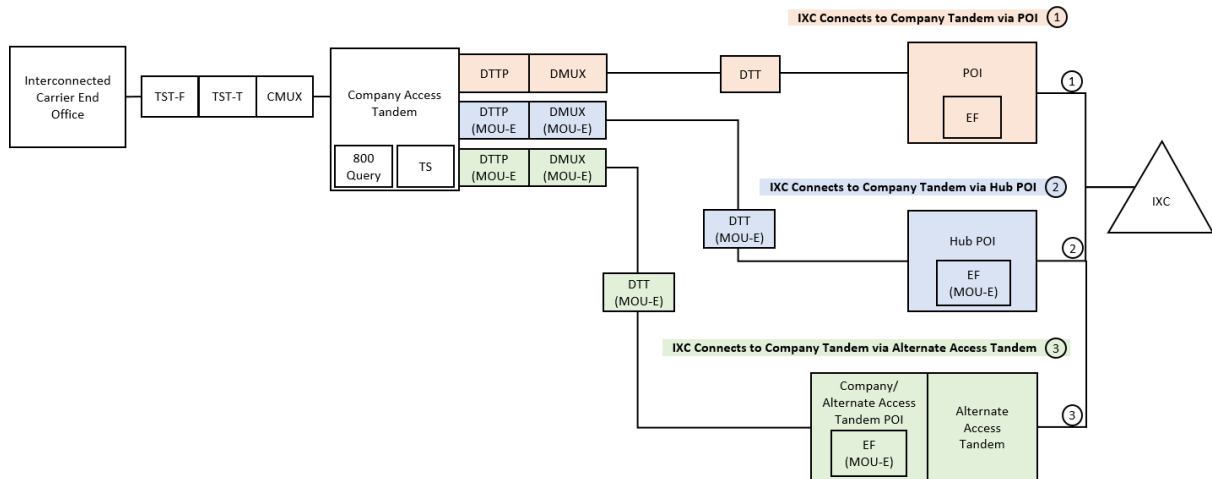 IXC Connects to Company Tandem via POI 1
Interconnected
Carrier End
Office
TST-F TST-T CMUX
Company Access
Tandem
800
Query
TS
DTTP DMUX
DTT
POI
EF
1
DTTP
(MOU-E
DMUX
(MOU-E)
DTTP
(MOU-E
DMUX
(MOU-E)
IXC Connects to Company Tandem via Hub POI 2
DTT
(MOU-E)
Hub POI
EF
(MOU-E)
2
IXC
DTT
(MOU-E)
IXC Connects to Company Tandem via Alternate Access Tandem 3
Company/
Alternate Access
Tandem POI
EF
(MOU-E)
Alternate
Access
Tandem
3